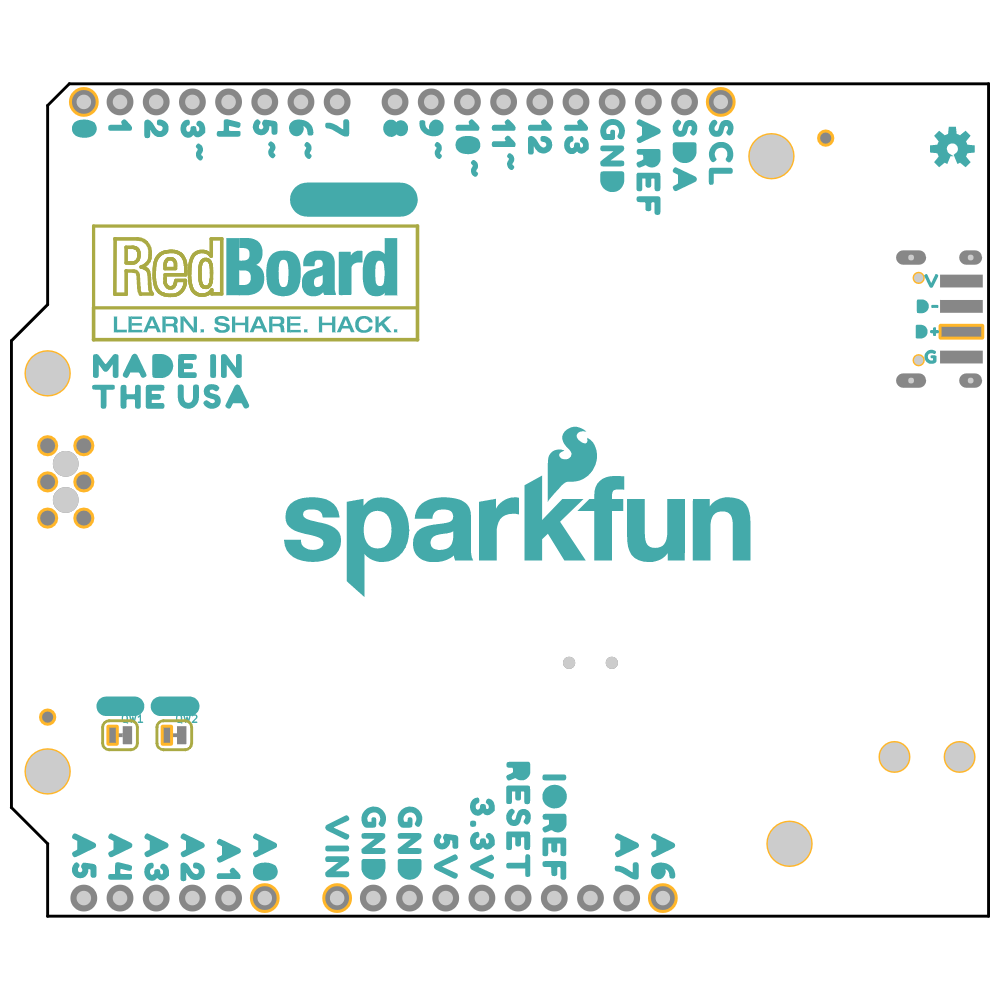 0 1 2 3~ 4 5~ 6~ 7 8 9~ 10~ 11~ 12 13 GND AREF SDA SCL
RedBoard
LEARN. SHARE. HACK.
V
D-
D+
G
MADE IN
THE USA
sparkfun
A5 A4 A3 A2 A1 A0 VIN GND GND 5V 3.3V RESET IOREF A7 A6